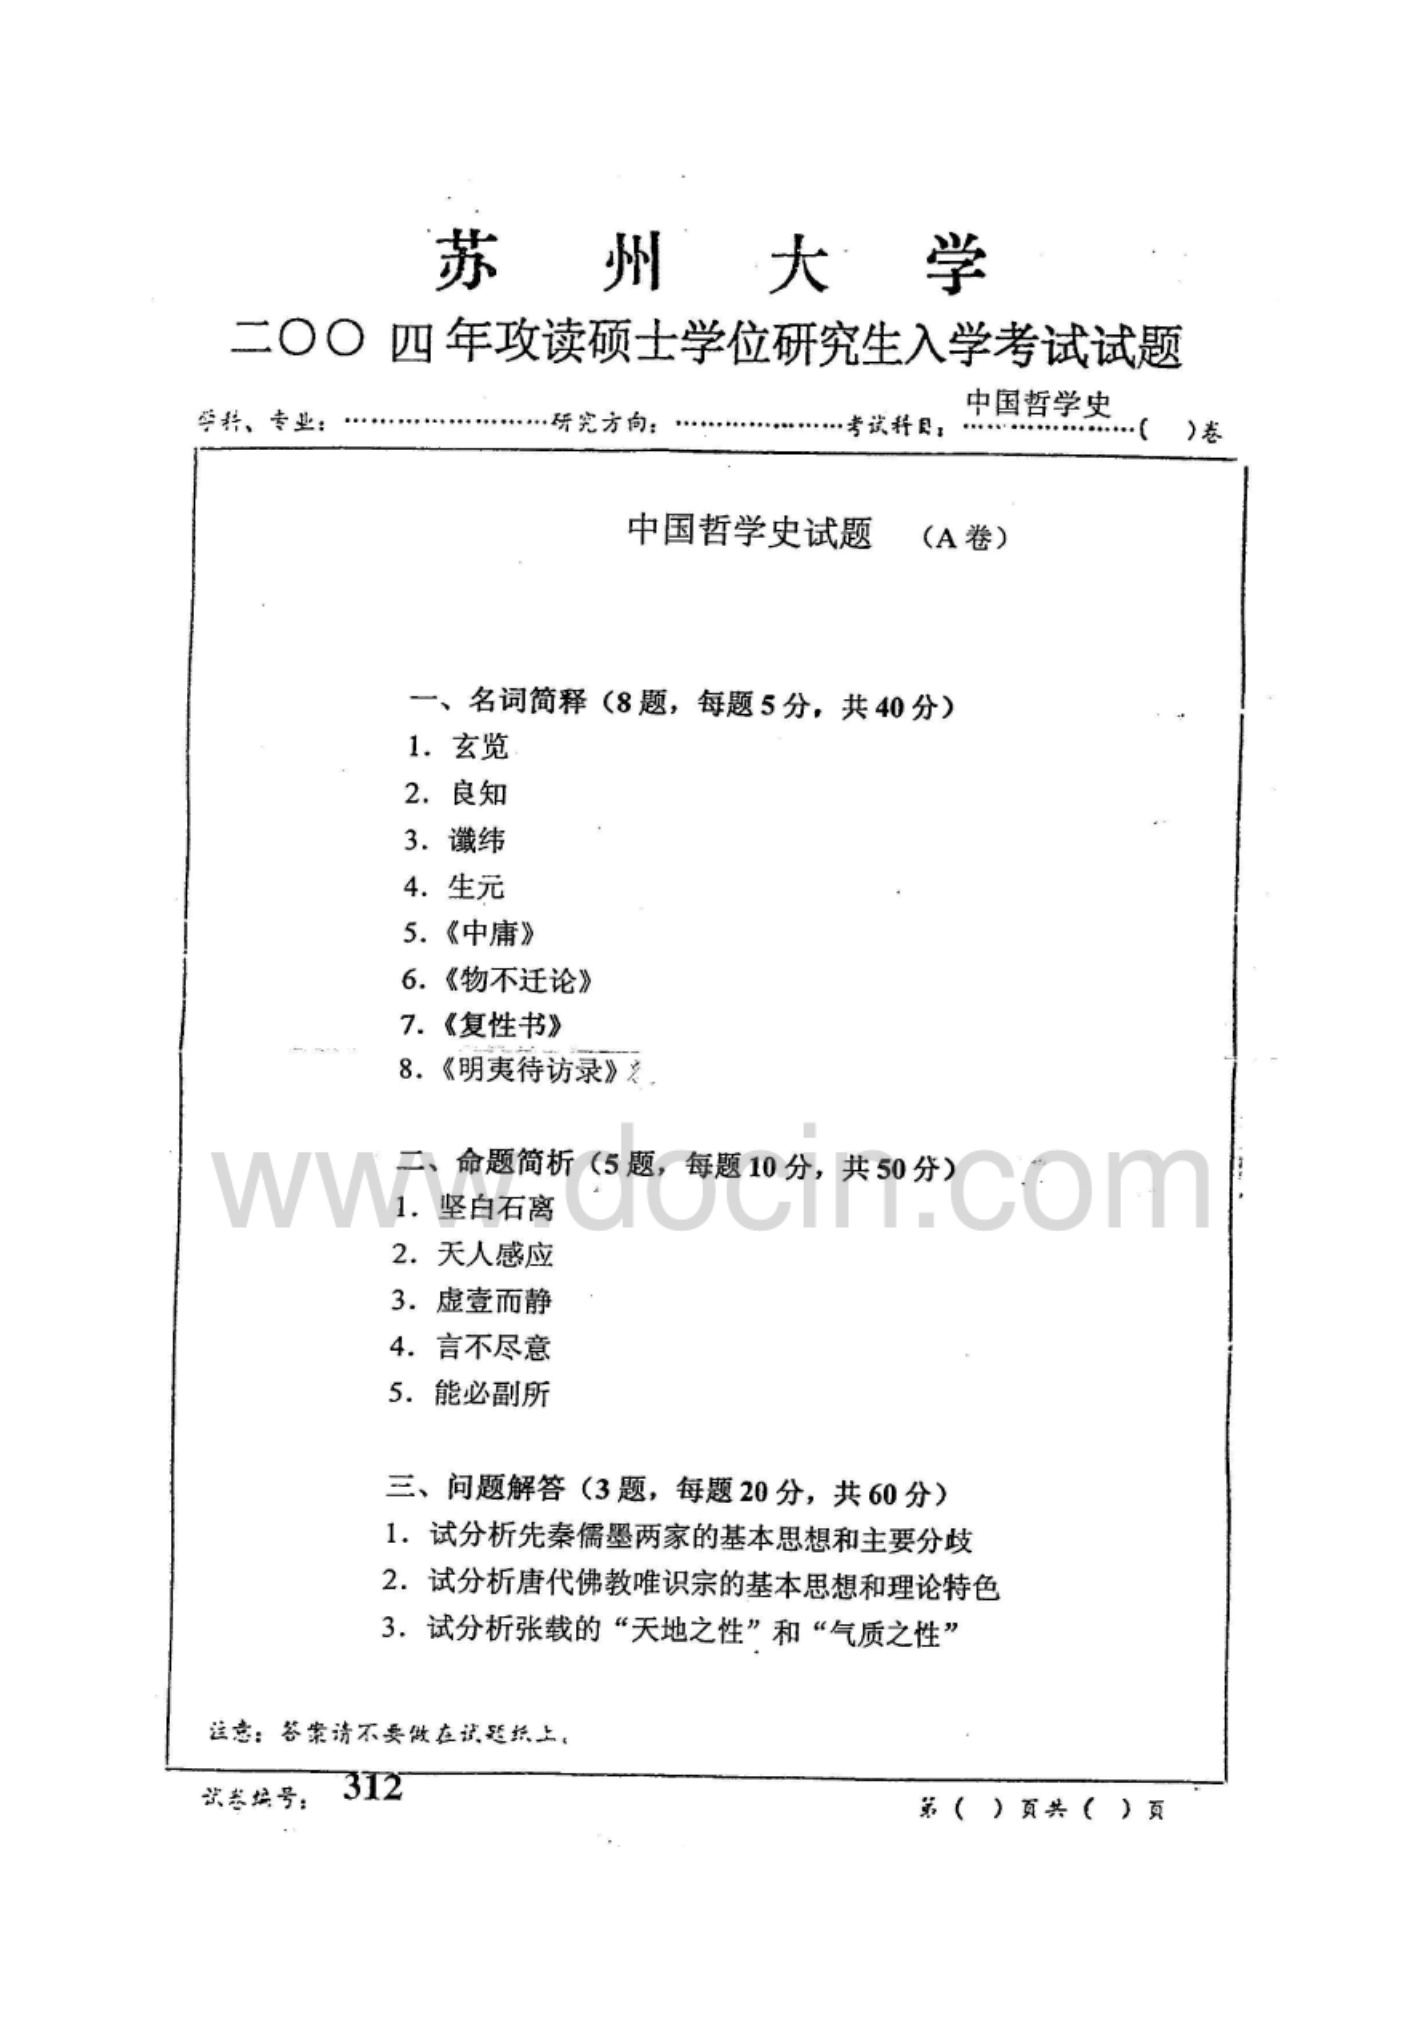 苏 州 大 学
二〇〇 四 年攻读硕士学位研究生入学考试试题
学科、专业：……………………研究方向：…………………考试科目：中国哲学史…………………( )卷
中国哲学史试题 （A 卷）
一、名词简释（8 题，每题 5 分，共 40 分）
1．玄览
2．良知
3．谶纬
4．生元
5．《中庸》
6．《物不迁论》
7．《复性书》
8．《明夷待访录》
二、命题简析（5 题，每题 10 分，共 50 分）
1．坚白石离
2．天人感应
3．虚壹而静
4．言不尽意
5．能必副所
三、问题解答（3 题，每题 20 分，共 60 分）
1．试分析先秦儒墨两家的基本思想和主要分歧
2．试分析唐代佛教唯识宗的基本思想和理论特色
3．试分析张载的“天地之性”和“气质之性”
注意：答案请不要做在试题纸上。
试卷编号：312
第( )页共( )页
www.docin.com